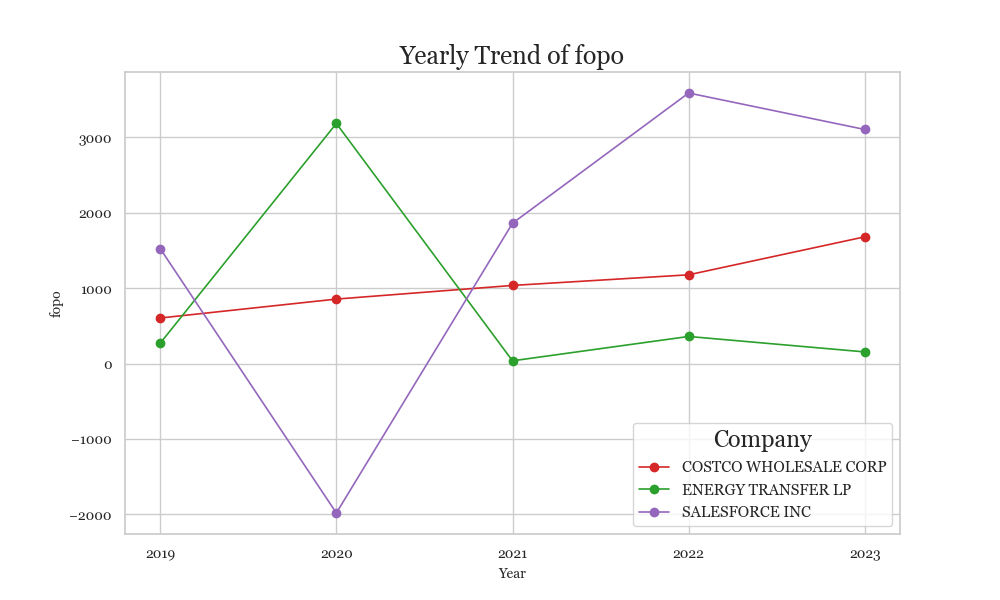 Yearly Trend of fopo
3000
2000
1000
0
−1000
−2000
fopo
2019 2020 2021 2022 2023
Year
Company
COSTCO WHOLESALE CORP
ENERGY TRANSFER LP
SALESFORCE INC